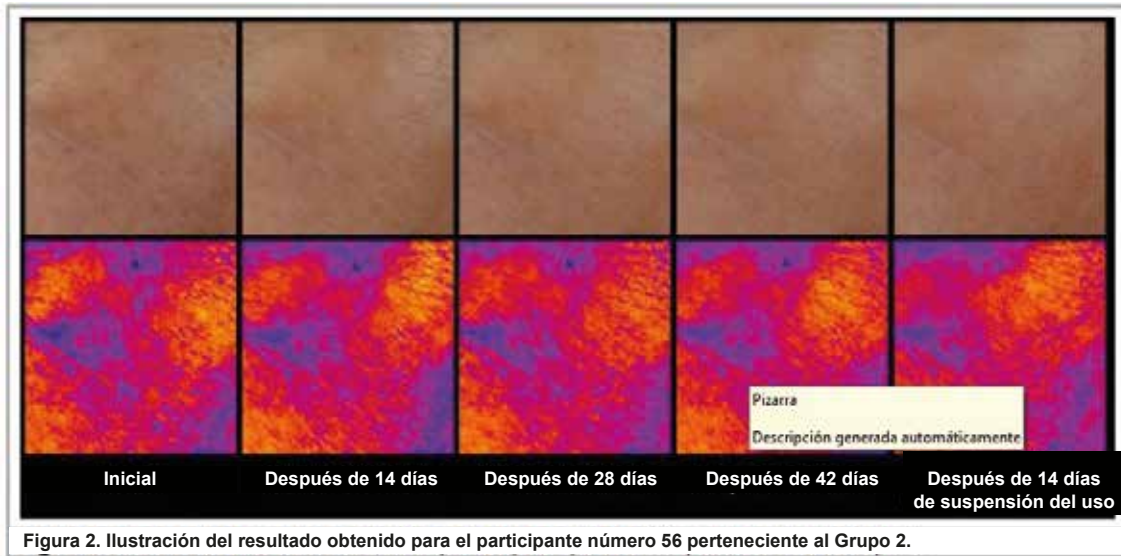 Pizarra
Descripción generada automáticamente
Inicial
Después de 14 días
Después de 28 días
Después de 42 días
Después de 14 días
de suspensión del uso
Figura 2. Ilustración del resultado obtenido para el participante número 56 perteneciente al Grupo 2.